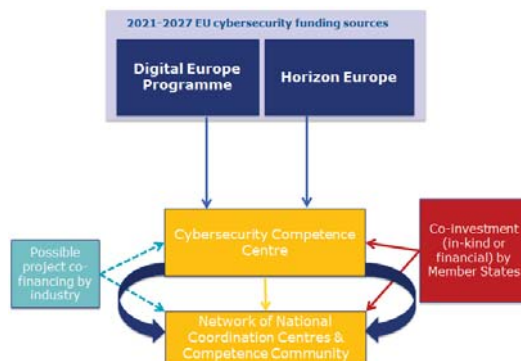 2021-2027 EU cybersecurity funding sources
Digital Europe
Programme
Horizon Europe
Cybersecurity Competence
Centre
Possible
project co-
financing by
industry
Co-investment
(in-kind or
financial) by
Member States
Network of National
Coordination Centres &
Competence Community